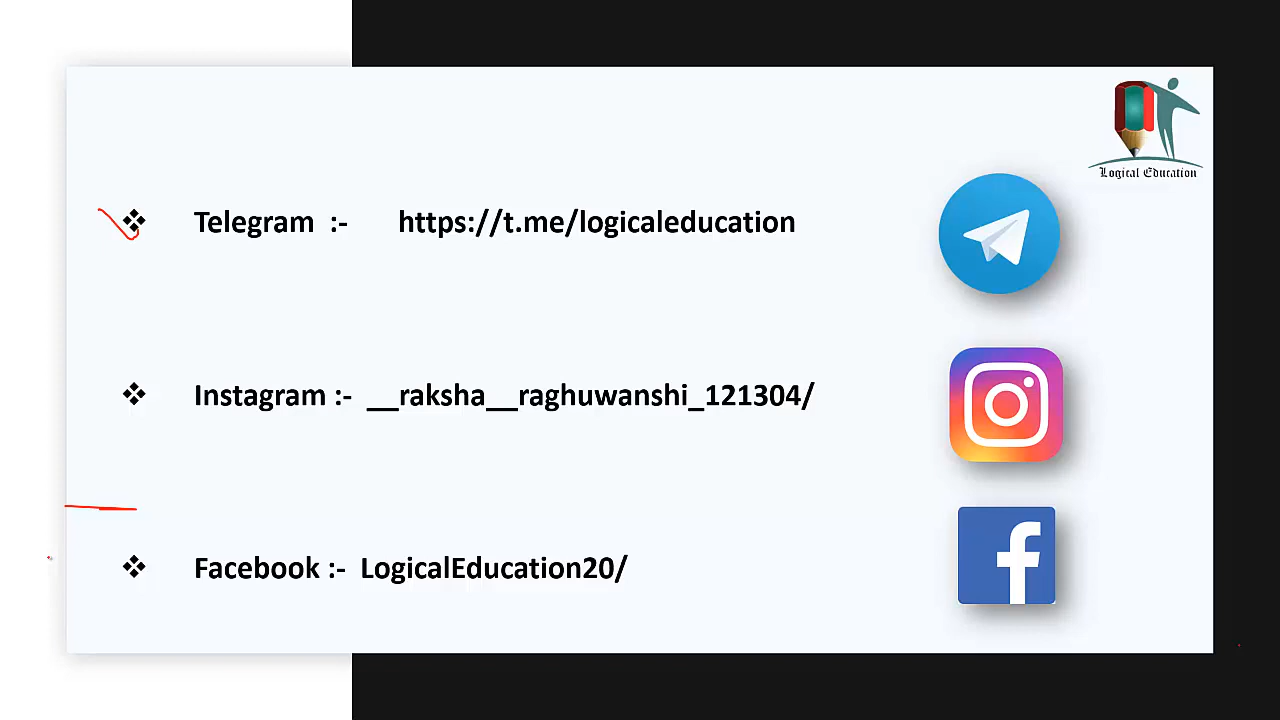 Logical Education
❖ Telegram :- https://t.me/logicaleducation
❖ Instagram :- __raksha__raghuwanshi_121304/
❖ Facebook :- LogicalEducation20/